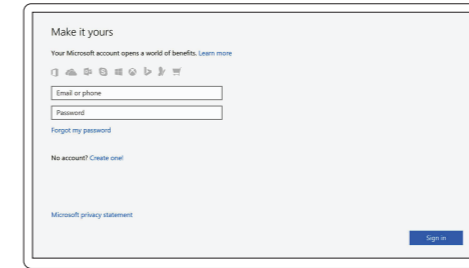 Make it yours
Your Microsoft account opens a world of benefits. Learn more
Email or phone
Password
Forgot my password
No account? Create one!
Microsoft privacy statement
Sign in